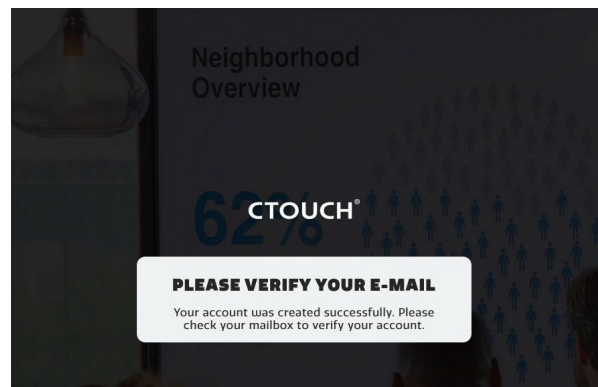 Neighborhood
Overview
62%
CTOUCH®
PLEASE VERIFY YOUR E-MAIL
Your account was created successfully. Please
check your mailbox to verify your account.